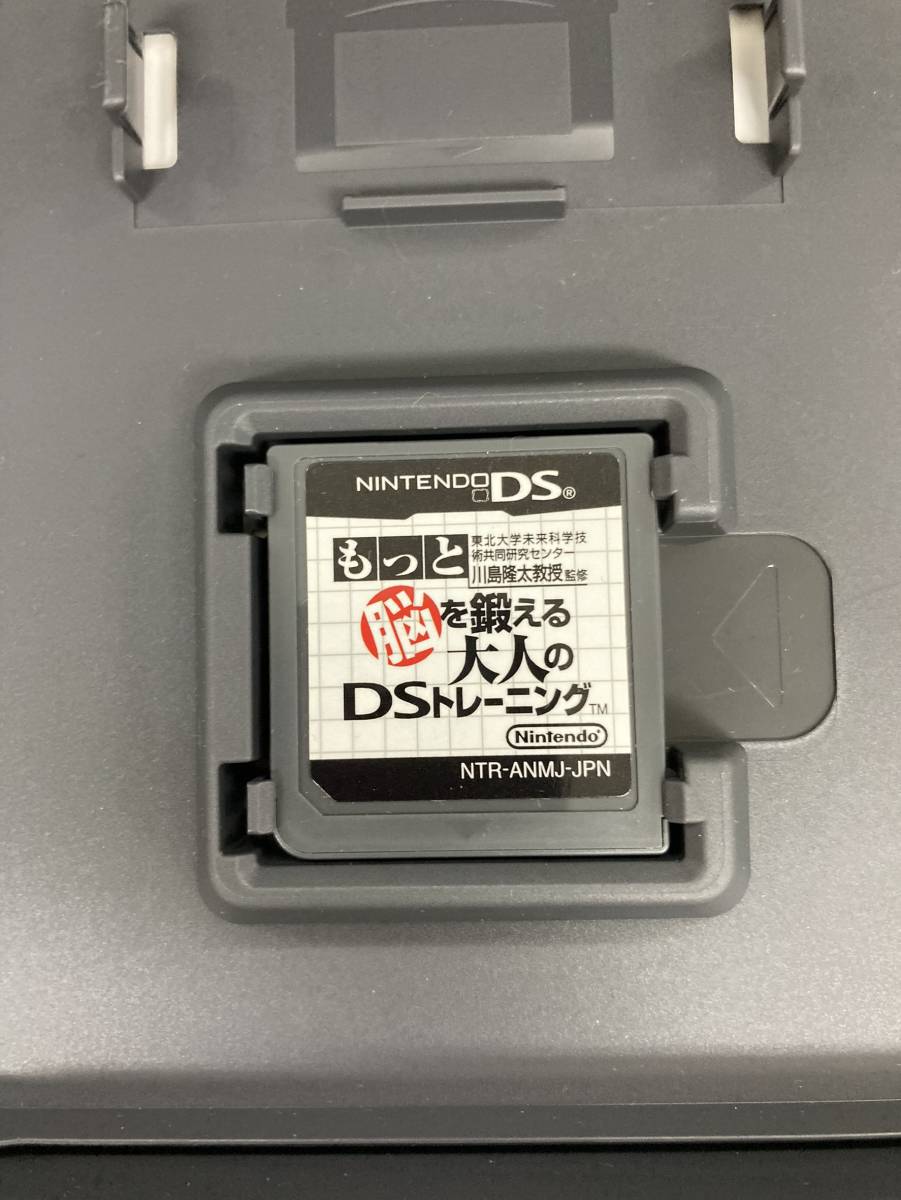 NINTENDO DS®
もっと
東北大学未来科学技
術共同研究センター
川島隆太教授監修
脳を鍛える
大人の
DSトレーニング™
Nintendo®
NTR-ANMJ-JPN